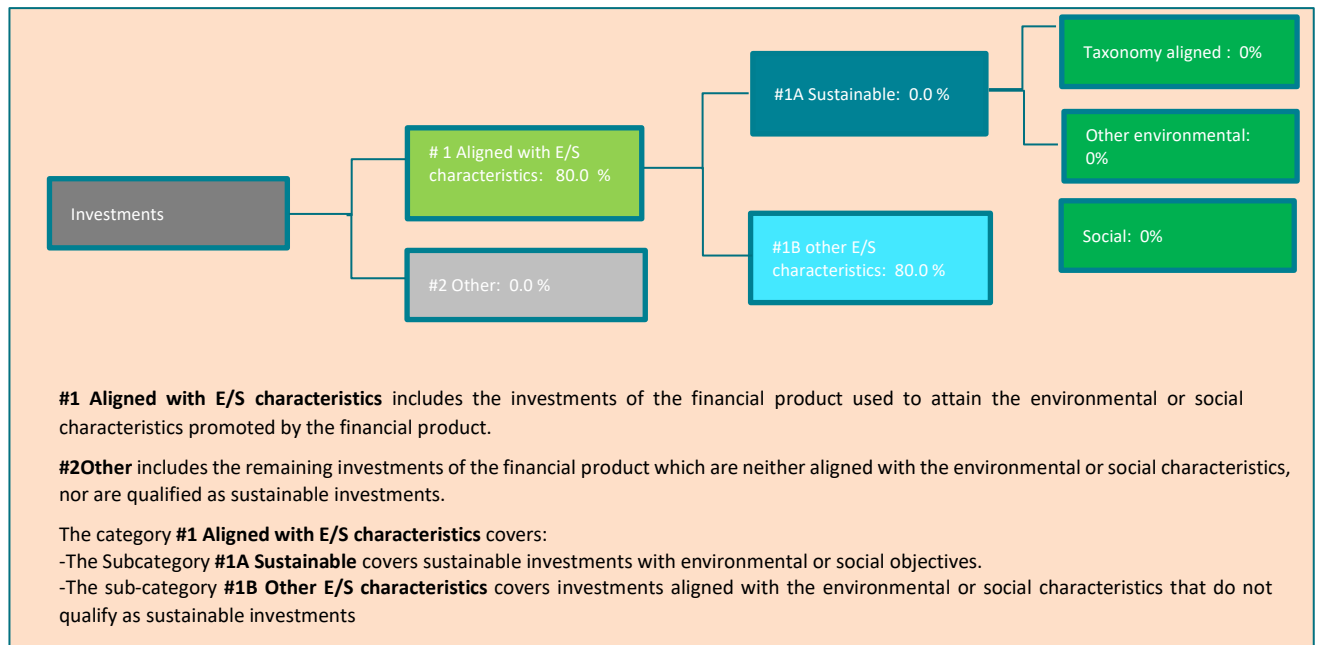 Investments
# 1 Aligned with E/S
characteristics: 80.0 %
#2 Other: 0.0 %
#1A Sustainable: 0.0 %
#1B other E/S
characteristics: 80.0 %
Taxonomy aligned : 0%
Other environmental:
0%
Social: 0%
#1 Aligned with E/S characteristics includes the investments of the financial product used to attain the environmental or social
characteristics promoted by the financial product.
#2Other includes the remaining investments of the financial product which are neither aligned with the environmental or social characteristics,
nor are qualified as sustainable investments.
The category #1 Aligned with E/S characteristics covers:
-The Subcategory #1A Sustainable covers sustainable investments with environmental or social objectives.
-The sub-category #1B Other E/S characteristics covers investments aligned with the environmental or social characteristics that do not
qualify as sustainable investments